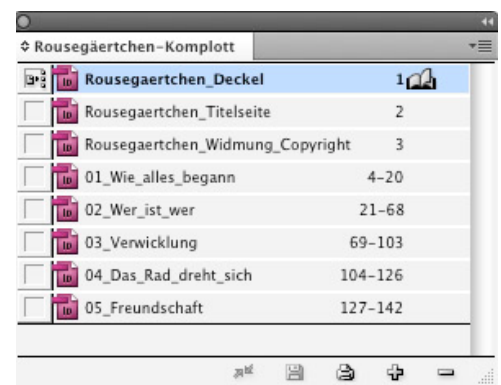 Rousegäertchen-Komplott
Rousegaertchen_Deckel 1
Rousegaertchen_Titelseite 2
Rousegaertchen_Widmung_Copyright 3
01_Wie_alles_begann 4-20
02_Wer_ist_wer 21-68
03_Verwicklung 69-103
04_Das_Rad_dreht_sich 104-126
05_Freundschaft 127-142